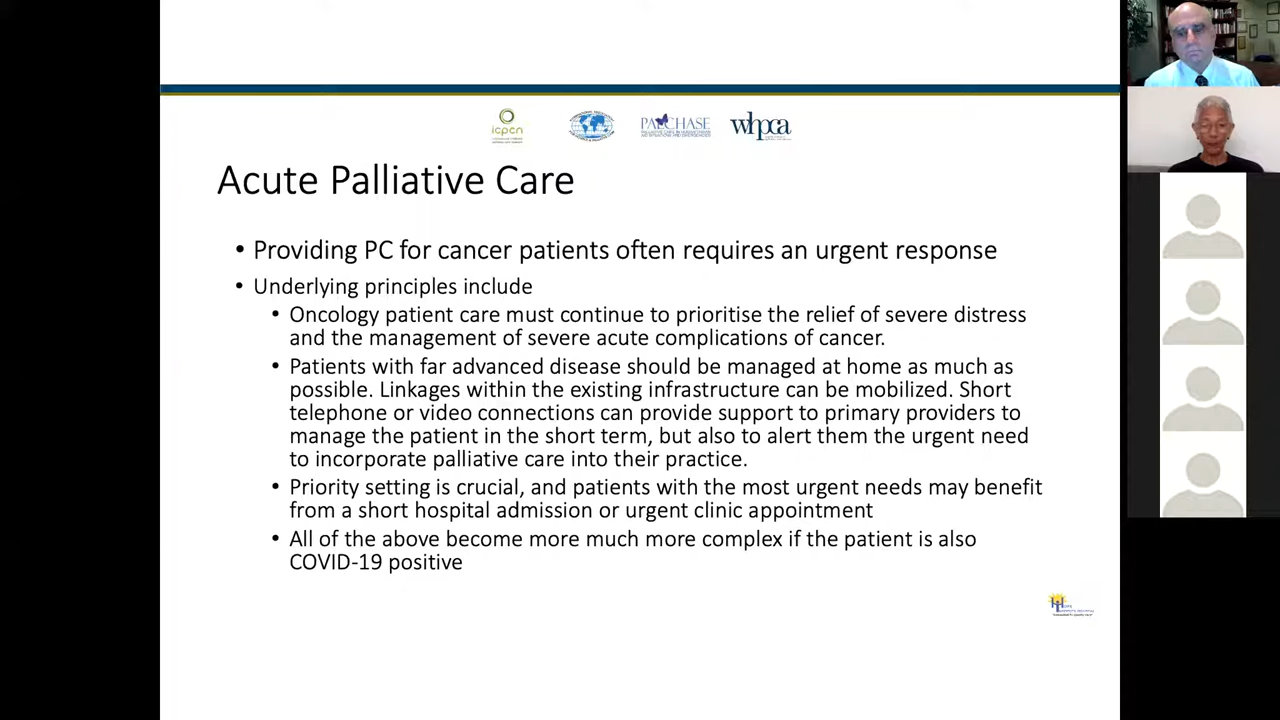 icpcn
PALCHASE
whpca
Acute Palliative Care
• Providing PC for cancer patients often requires an urgent response
• Underlying principles include
• Oncology patient care must continue to prioritise the relief of severe distress
and the management of severe acute complications of cancer.
• Patients with far advanced disease should be managed at home as much as
possible. Linkages within the existing infrastructure can be mobilized. Short
telephone or video connections can provide support to primary providers to
manage the patient in the short term, but also to alert them the urgent need
to incorporate palliative care into their practice.
• Priority setting is crucial, and patients with the most urgent needs may benefit
from a short hospital admission or urgent clinic appointment
• All of the above become more much more complex if the patient is also
COVID-19 positive